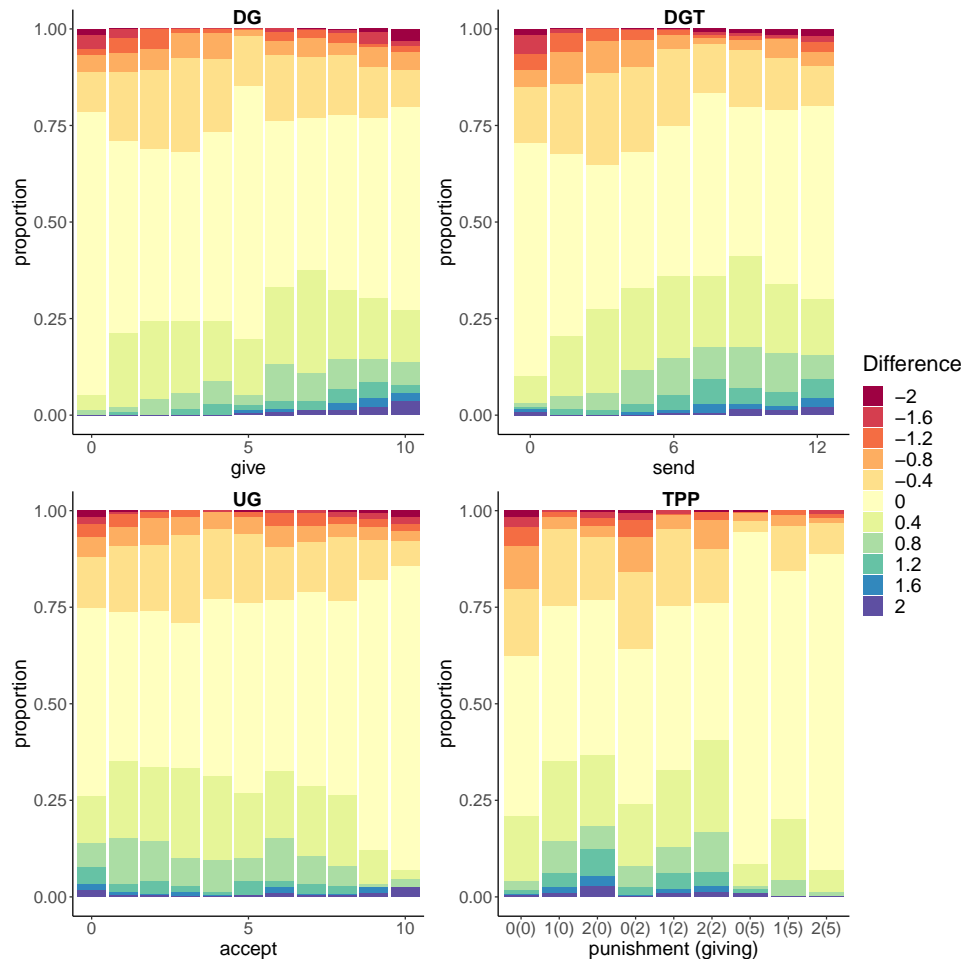 DG
1.00
0.75
0.50
0.25
0.00
proportion
0 5 10
give
DGT
1.00
0.75
0.50
0.25
0.00
proportion
0 6 12
send
UG
1.00
0.75
0.50
0.25
0.00
proportion
0 5 10
accept
TPP
1.00
0.75
0.50
0.25
0.00
proportion
0(0) 1(0) 2(0) 0(2) 1(2) 2(2) 0(5) 1(5) 2(5)
punishment (giving)
Difference
−2
−1.6
−1.2
−0.8
−0.4
0
0.4
0.8
1.2
1.6
2